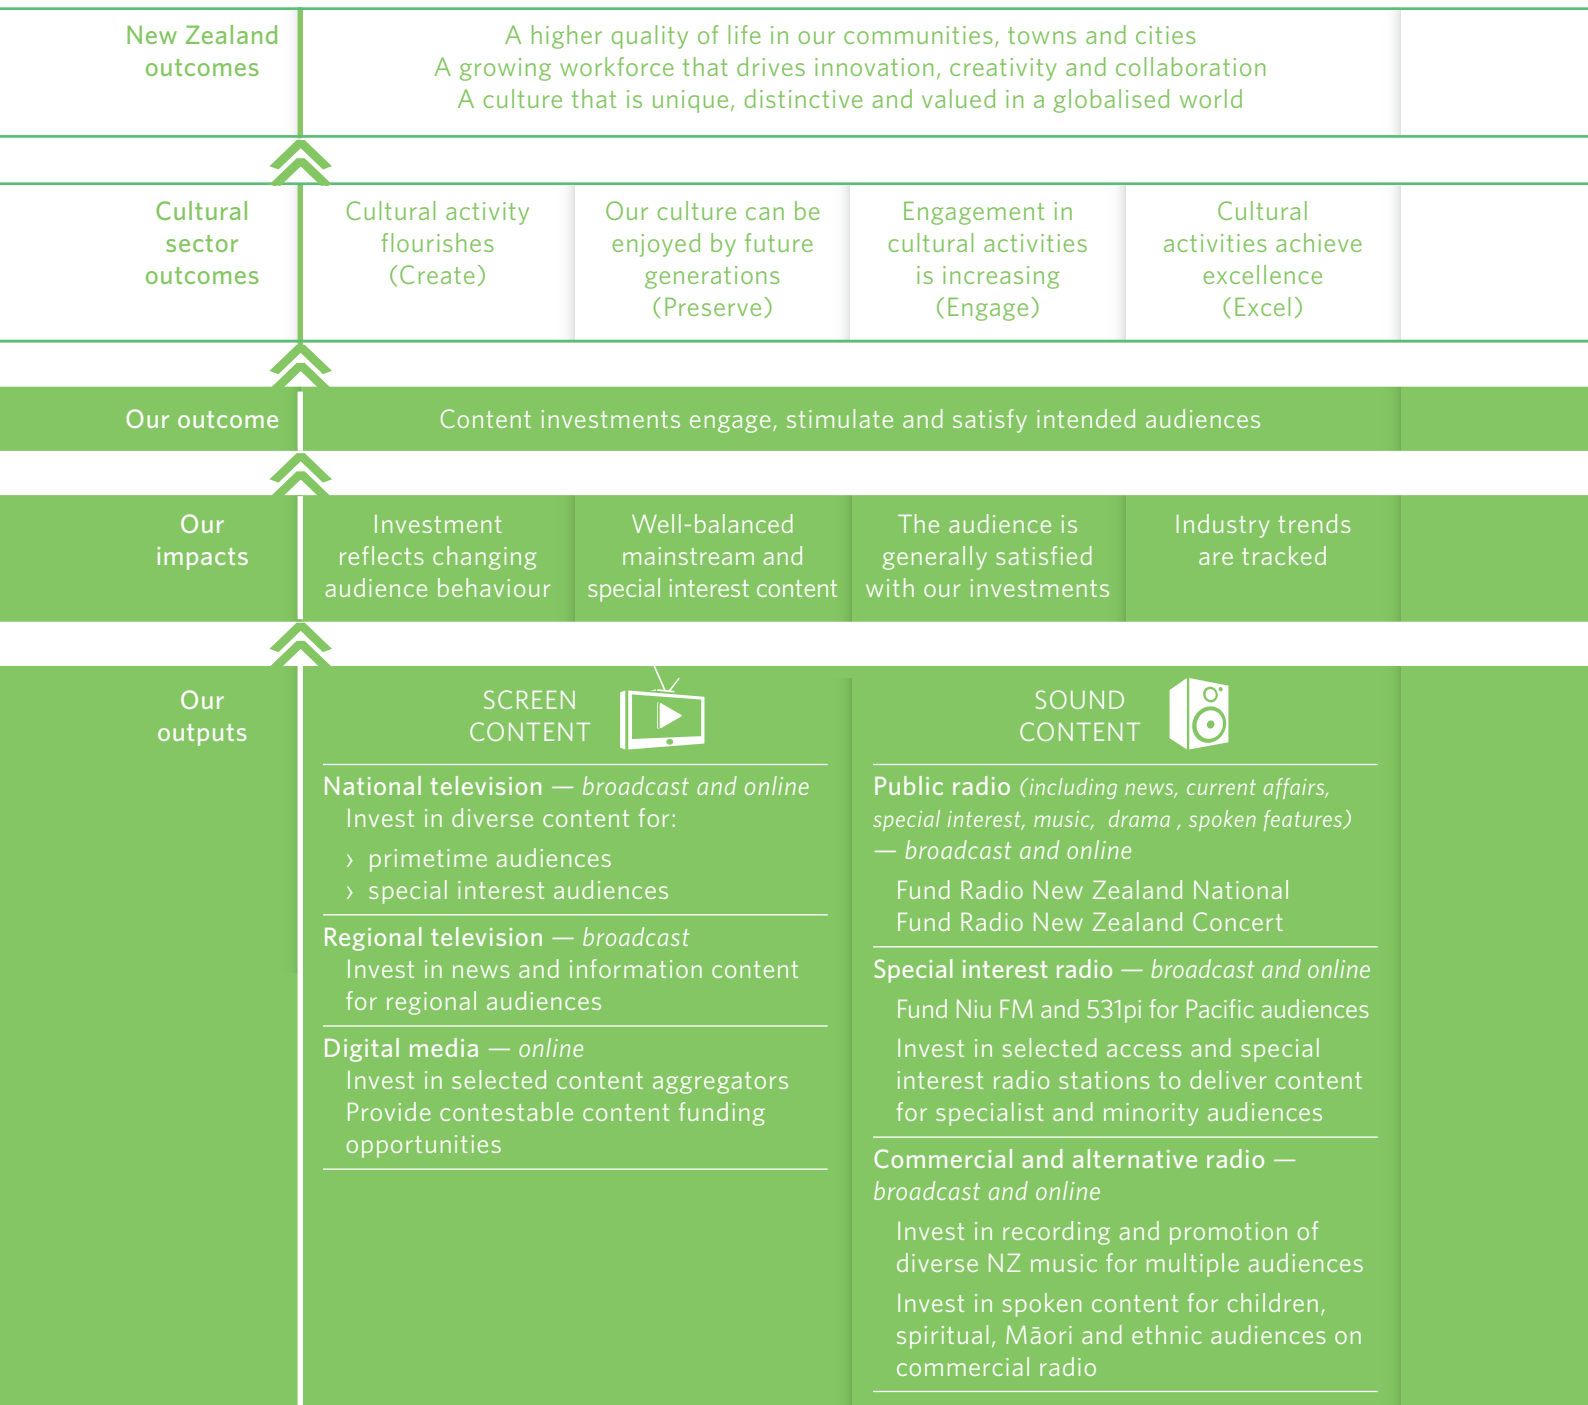 New Zealand
outcomes
A higher quality of life in our communities, towns and cities
A growing workforce that drives innovation, creativity and collaboration
A culture that is unique, distinctive and valued in a globalised world
Cultural
sector
outcomes
Cultural activity
flourishes
(Create)
Our culture can be
enjoyed by future
generations
(Preserve)
Engagement in
cultural activities
is increasing
(Engage)
Cultural
activities achieve
excellence
(Excel)
Our outcome
Content investments engage, stimulate and satisfy intended audiences
Our
impacts
Investment
reflects changing
audience behaviour
Well-balanced
mainstream and
special interest content
The audience is
generally satisfied
with our investments
Industry trends
are tracked
Our
outputs
SCREEN
CONTENT
National television — broadcast and online
Invest in diverse content for:
› primetime audiences
› special interest audiences
Regional television — broadcast
Invest in news and information content
for regional audiences
Digital media — online
Invest in selected content aggregators
Provide contestable content funding
opportunities
SOUND
CONTENT
Public radio (including news, current affairs,
special interest, music, drama , spoken features)
— broadcast and online
Fund Radio New Zealand National
Fund Radio New Zealand Concert
Special interest radio — broadcast and online
Fund Niu FM and 531pi for Pacific audiences
Invest in selected access and special
interest radio stations to deliver content
for specialist and minority audiences
Commercial and alternative radio —
broadcast and online
Invest in recording and promotion of
diverse NZ music for multiple audiences
Invest in spoken content for children,
spiritual, Māori and ethnic audiences on
commercial radio